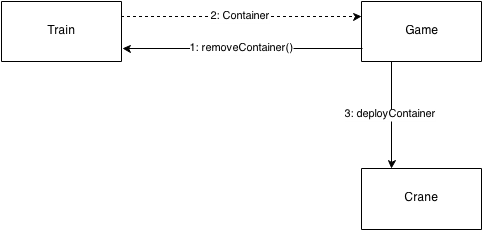 2: Container
Train
Game
1: removeContainer()
3: deployContainer
Crane